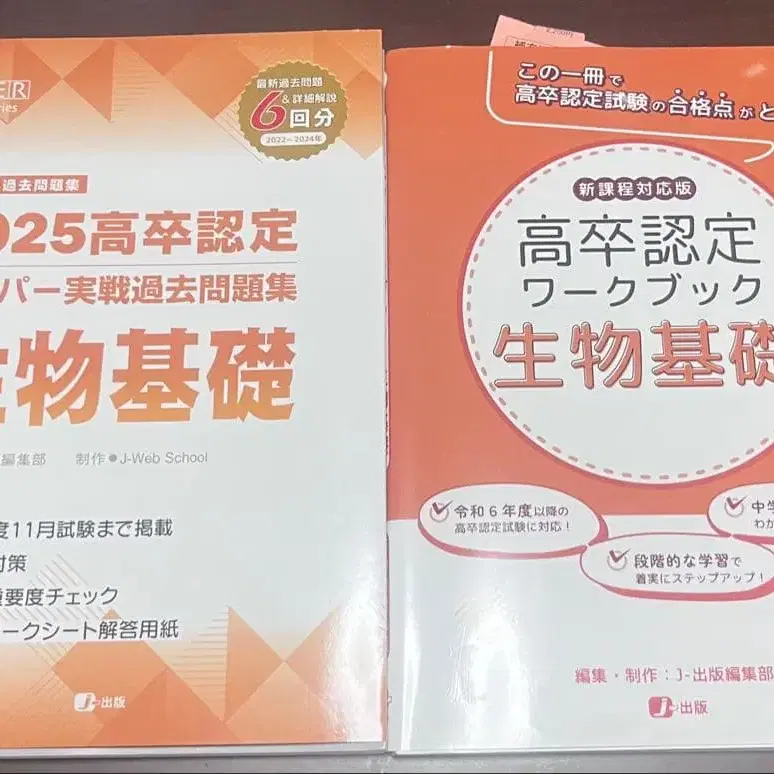 ER
ries
最新過去問題
&詳細解説
6回分
2022~2024年
過去問題集
025高卒認定
パー実戦過去問題集
生物基礎
編集部 制作●J-Web School
度11月試験まで掲載
対策
重要度チェック
ークシート解答用紙
J-出版
2,200円
この一冊で
高卒認定試験の合格点がと
新課程対応版
高卒認定
ワークブック
生物基礎
令和6年度以降の
高卒認定試験に対応!
中学
わか
段階的な学習で
着実にステップアップ!
編集・制作:J-出版編集部
J-出版